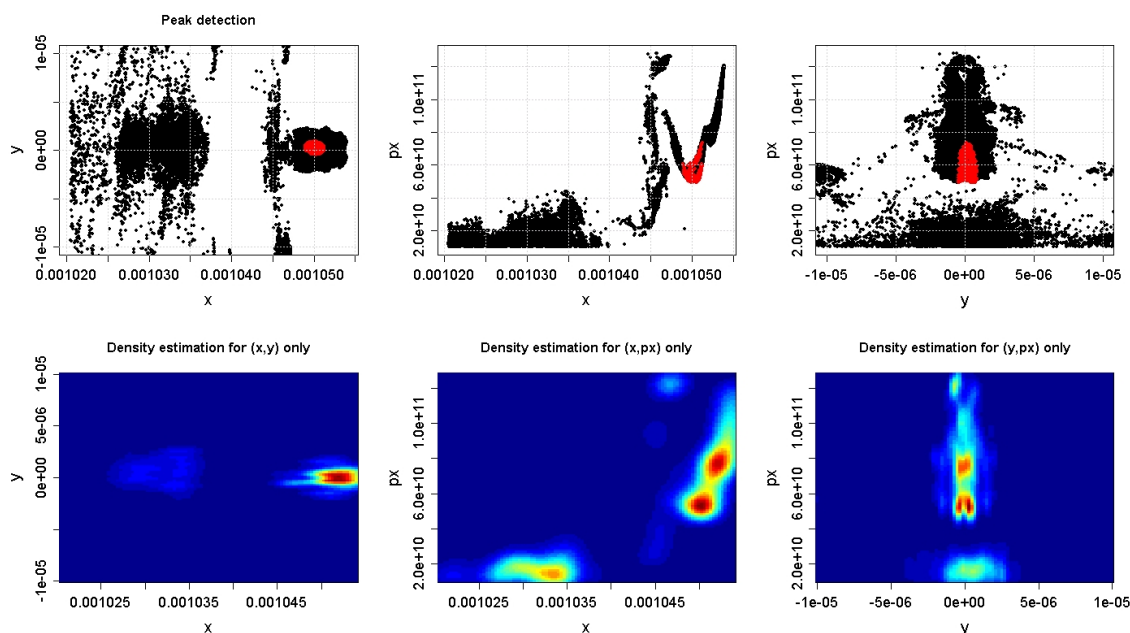 Peak detection
1e-05
0e+00
-1e-05
y
0.001020 0.001030 0.001040 0.001050
x
1.0e+11
6.0e+10
2.0e+10
px
0.001020 0.001030 0.001040 0.001050
x
1.0e+11
6.0e+10
2.0e+10
px
-1e-05 -5e-06 0e+00 5e-06 1e-05
y
Density estimation for (x,y) only
1e-05
5e-06
0e+00
-1e-05
y
0.001025 0.001035 0.001045
x
Density estimation for (x,px) only
1.0e+11
6.0e+10
2.0e+10
px
0.001025 0.001035 0.001045
x
Density estimation for (y,px) only
1.0e+11
6.0e+10
2.0e+10
px
-1e-05 -5e-06 0e+00 5e-06 1e-05
y